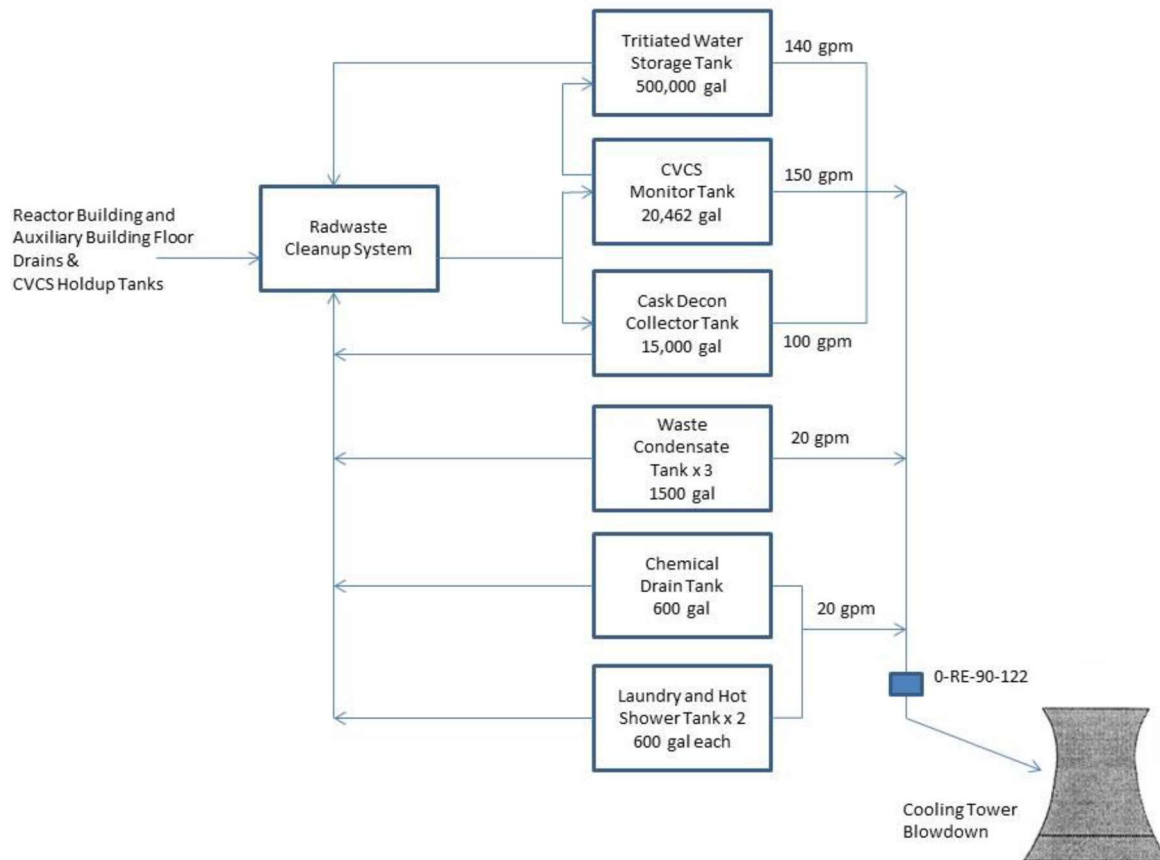 Tritiated Water
Storage Tank
500,000 gal
140 gpm
CVCS
Monitor Tank
20,462 gal
150 gpm
Reactor Building and
Auxiliary Building Floor
Drains &
CVCS Holdup Tanks
Radwaste
Cleanup System
Cask Decon
Collector Tank
15,000 gal
100 gpm
Waste
Condensate
Tank x 3
1500 gal
20 gpm
Chemical
Drain Tank
600 gal
20 gpm
Laundry and Hot
Shower Tank x 2
600 gal each
0-RE-90-122
Cooling Tower
Blowdown